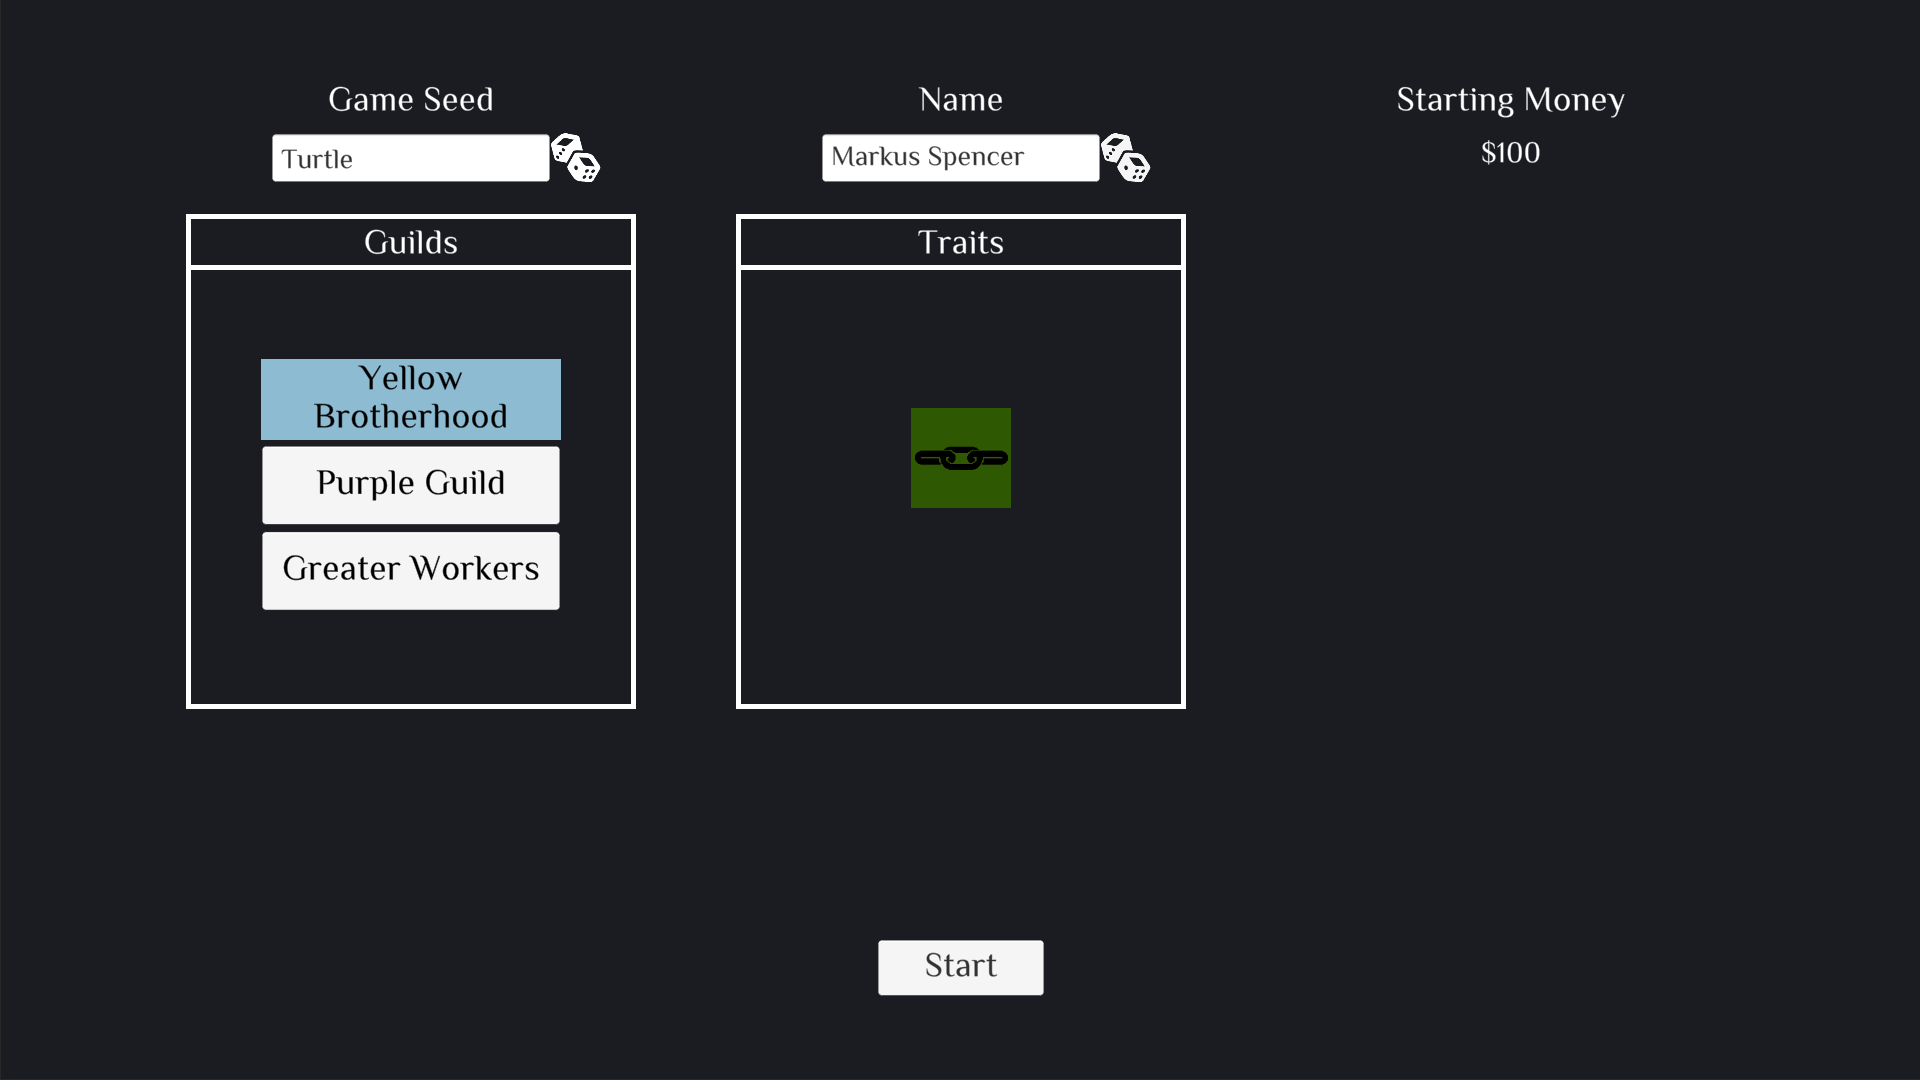 Game Seed
Turtle
Name
Markus Spencer
Starting Money
$100
Guilds
Yellow
Brotherhood
Purple Guild
Greater Workers
Traits
Start